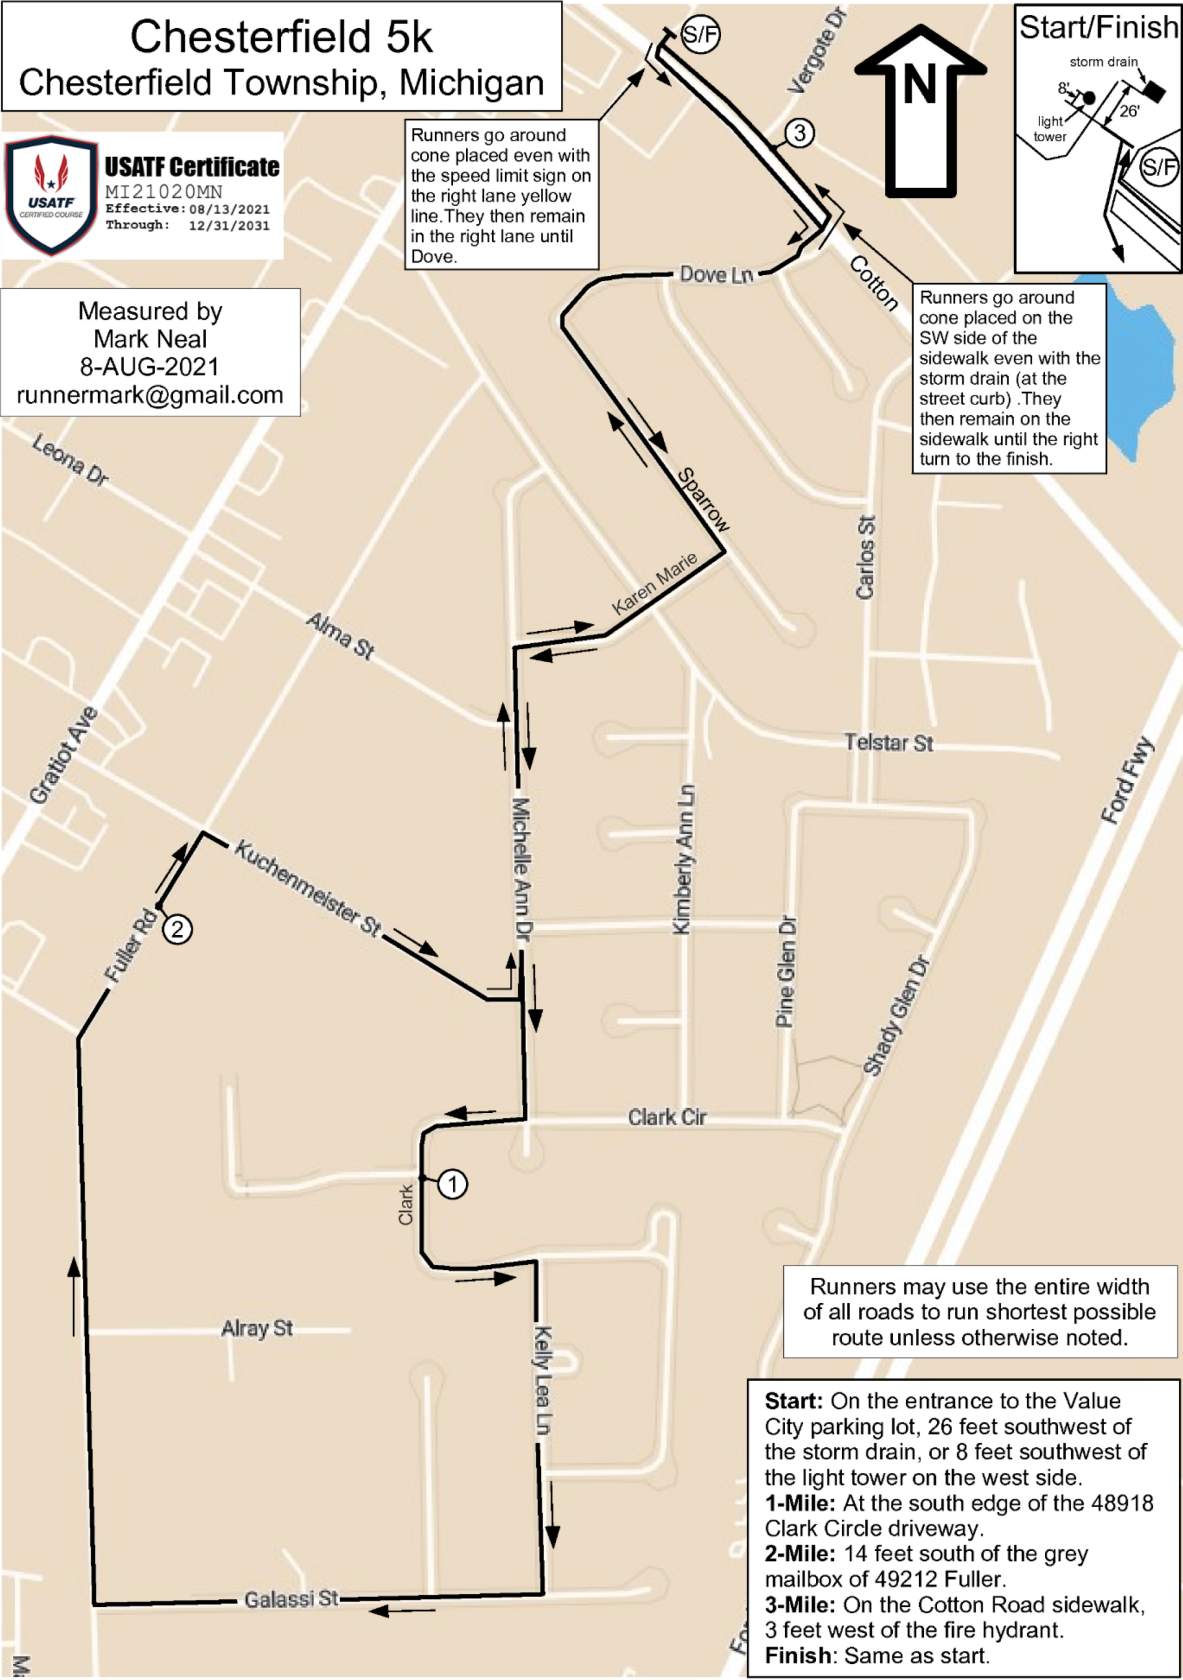 Chesterfield 5k
Chesterfield Township, Michigan
USATF
CERTIFIED COURSE
USATF Certificate
MI21020MN
Effective: 08/13/2021
Through: 12/31/2031
Measured by
Mark Neal
8-AUG-2021
runnermark@gmail.com
Runners go around
cone placed even with
the speed limit sign on
the right lane yellow
line.They then remain
in the right lane until
Dove.
S/F
Vergote Dr
3
N
Start/Finish
storm drain
8'
26'
light
tower
S/F
Dove Ln
Cotton
Runners go around
cone placed on the
SW side of the
sidewalk even with the
storm drain (at the
street curb) .They
then remain on the
sidewalk until the right
turn to the finish.
Leona Dr
Sparrow
Karen Marie
Carlos St
Alma St
Gratiot Ave
Telstar St
Ford Fwy
Michelle Ann Dr
Kimberly Ann Ln
Kuchenmeister St
2
Fuller Rd
Pine Glen Dr
Shady Glen Dr
Clark Cir
1
Clark
Alray St
Kelly Lea Ln
Galassi St
Runners may use the entire width
of all roads to run shortest possible
route unless otherwise noted.
Start: On the entrance to the Value
City parking lot, 26 feet southwest of
the storm drain, or 8 feet southwest of
the light tower on the west side.
1-Mile: At the south edge of the 48918
Clark Circle driveway.
2-Mile: 14 feet south of the grey
mailbox of 49212 Fuller.
3-Mile: On the Cotton Road sidewalk,
3 feet west of the fire hydrant.
Finish: Same as start.